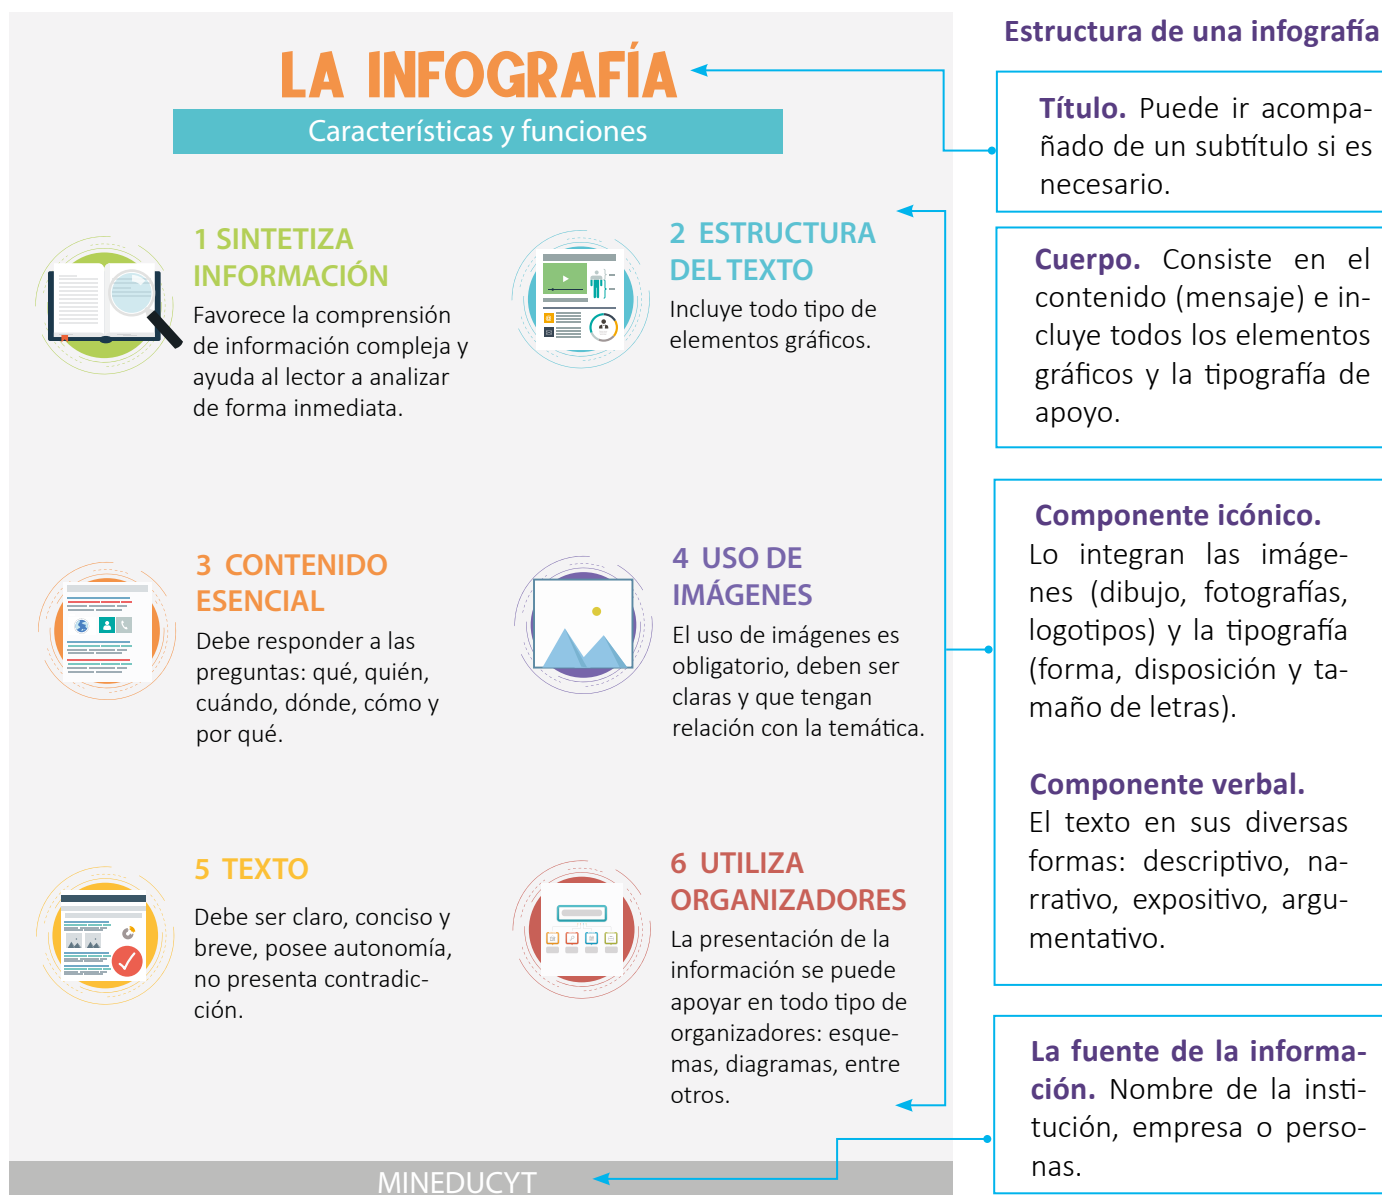 LA INFOGRAFÍA
Características y funciones
1 SINTETIZA
INFORMACIÓN
Favorece la comprensión
de información compleja y
ayuda al lector a analizar
de forma inmediata.
2 ESTRUCTURA
DEL TEXTO
Incluye todo tipo de
elementos gráficos.
3 CONTENIDO
ESENCIAL
Debe responder a las
preguntas: qué, quién,
cuándo, dónde, cómo y
por qué.
4 USO DE
IMÁGENES
El uso de imágenes es
obligatorio, deben ser
claras y que tengan
relación con la temática.
5 TEXTO
Debe ser claro, conciso y
breve, posee autonomía,
no presenta contradic-
ción.
6 UTILIZA
ORGANIZADORES
La presentación de la
información se puede
apoyar en todo tipo de
organizadores: esque-
mas, diagramas, entre
otros.
MINEDUCYT
Estructura de una infografía
Título. Puede ir acompa-
ñado de un subtítulo si es
necesario.
Cuerpo. Consiste en el
contenido (mensaje) e in-
cluye todos los elementos
gráficos y la tipografía de
apoyo.
Componente icónico.
Lo integran las imáge-
nes (dibujo, fotografías,
logotipos) y la tipografía
(forma, disposición y ta-
maño de letras).
Componente verbal.
El texto en sus diversas
formas: descriptivo, na-
rrativo, expositivo, argu-
mentativo.
La fuente de la informa-
ción. Nombre de la insti-
tución, empresa o perso-
nas.